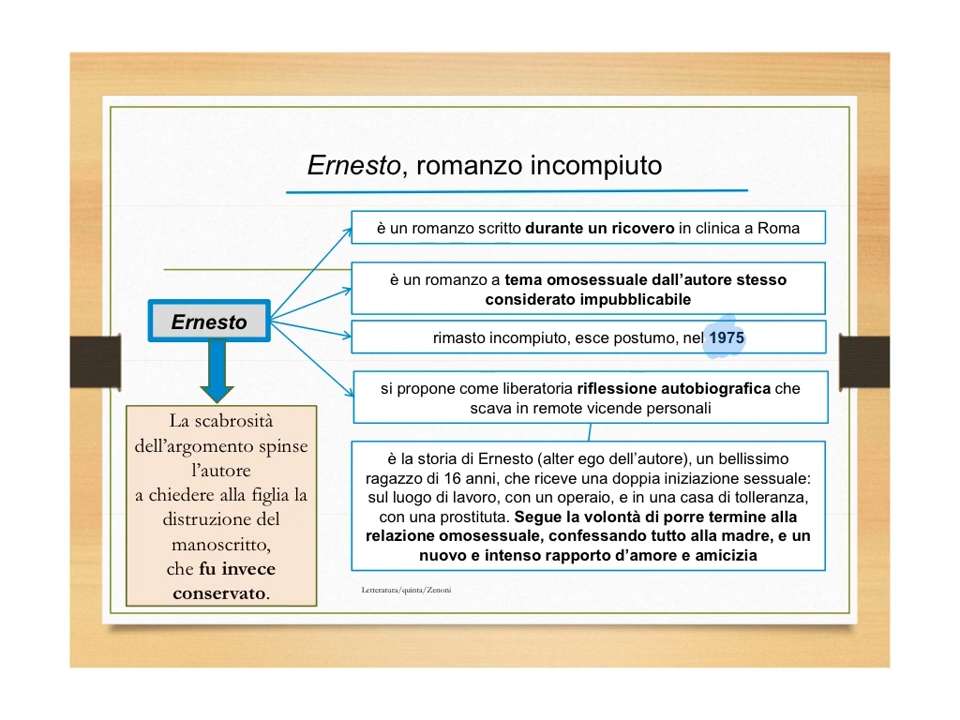 Ernesto, romanzo incompiuto
è un romanzo scritto durante un ricovero in clinica a Roma
è un romanzo a tema omosessuale dall’autore stesso
considerato impubblicabile
Ernesto
rimasto incompiuto, esce postumo, nel 1975
si propone come liberatoria riflessione autobiografica che
scava in remote vicende personali
La scabrosità
dell’argomento spinse
l’autore
a chiedere alla figlia la
distruzione del
manoscritto,
che fu invece
conservato.
è la storia di Ernesto (alter ego dell’autore), un bellissimo
ragazzo di 16 anni, che riceve una doppia iniziazione sessuale:
sul luogo di lavoro, con un operaio, e in una casa di tolleranza,
con una prostituta. Segue la volontà di porre termine alla
relazione omosessuale, confessando tutto alla madre, e un
nuovo e intenso rapporto d’amore e amicizia
Letteratura/quinta/Zenoni